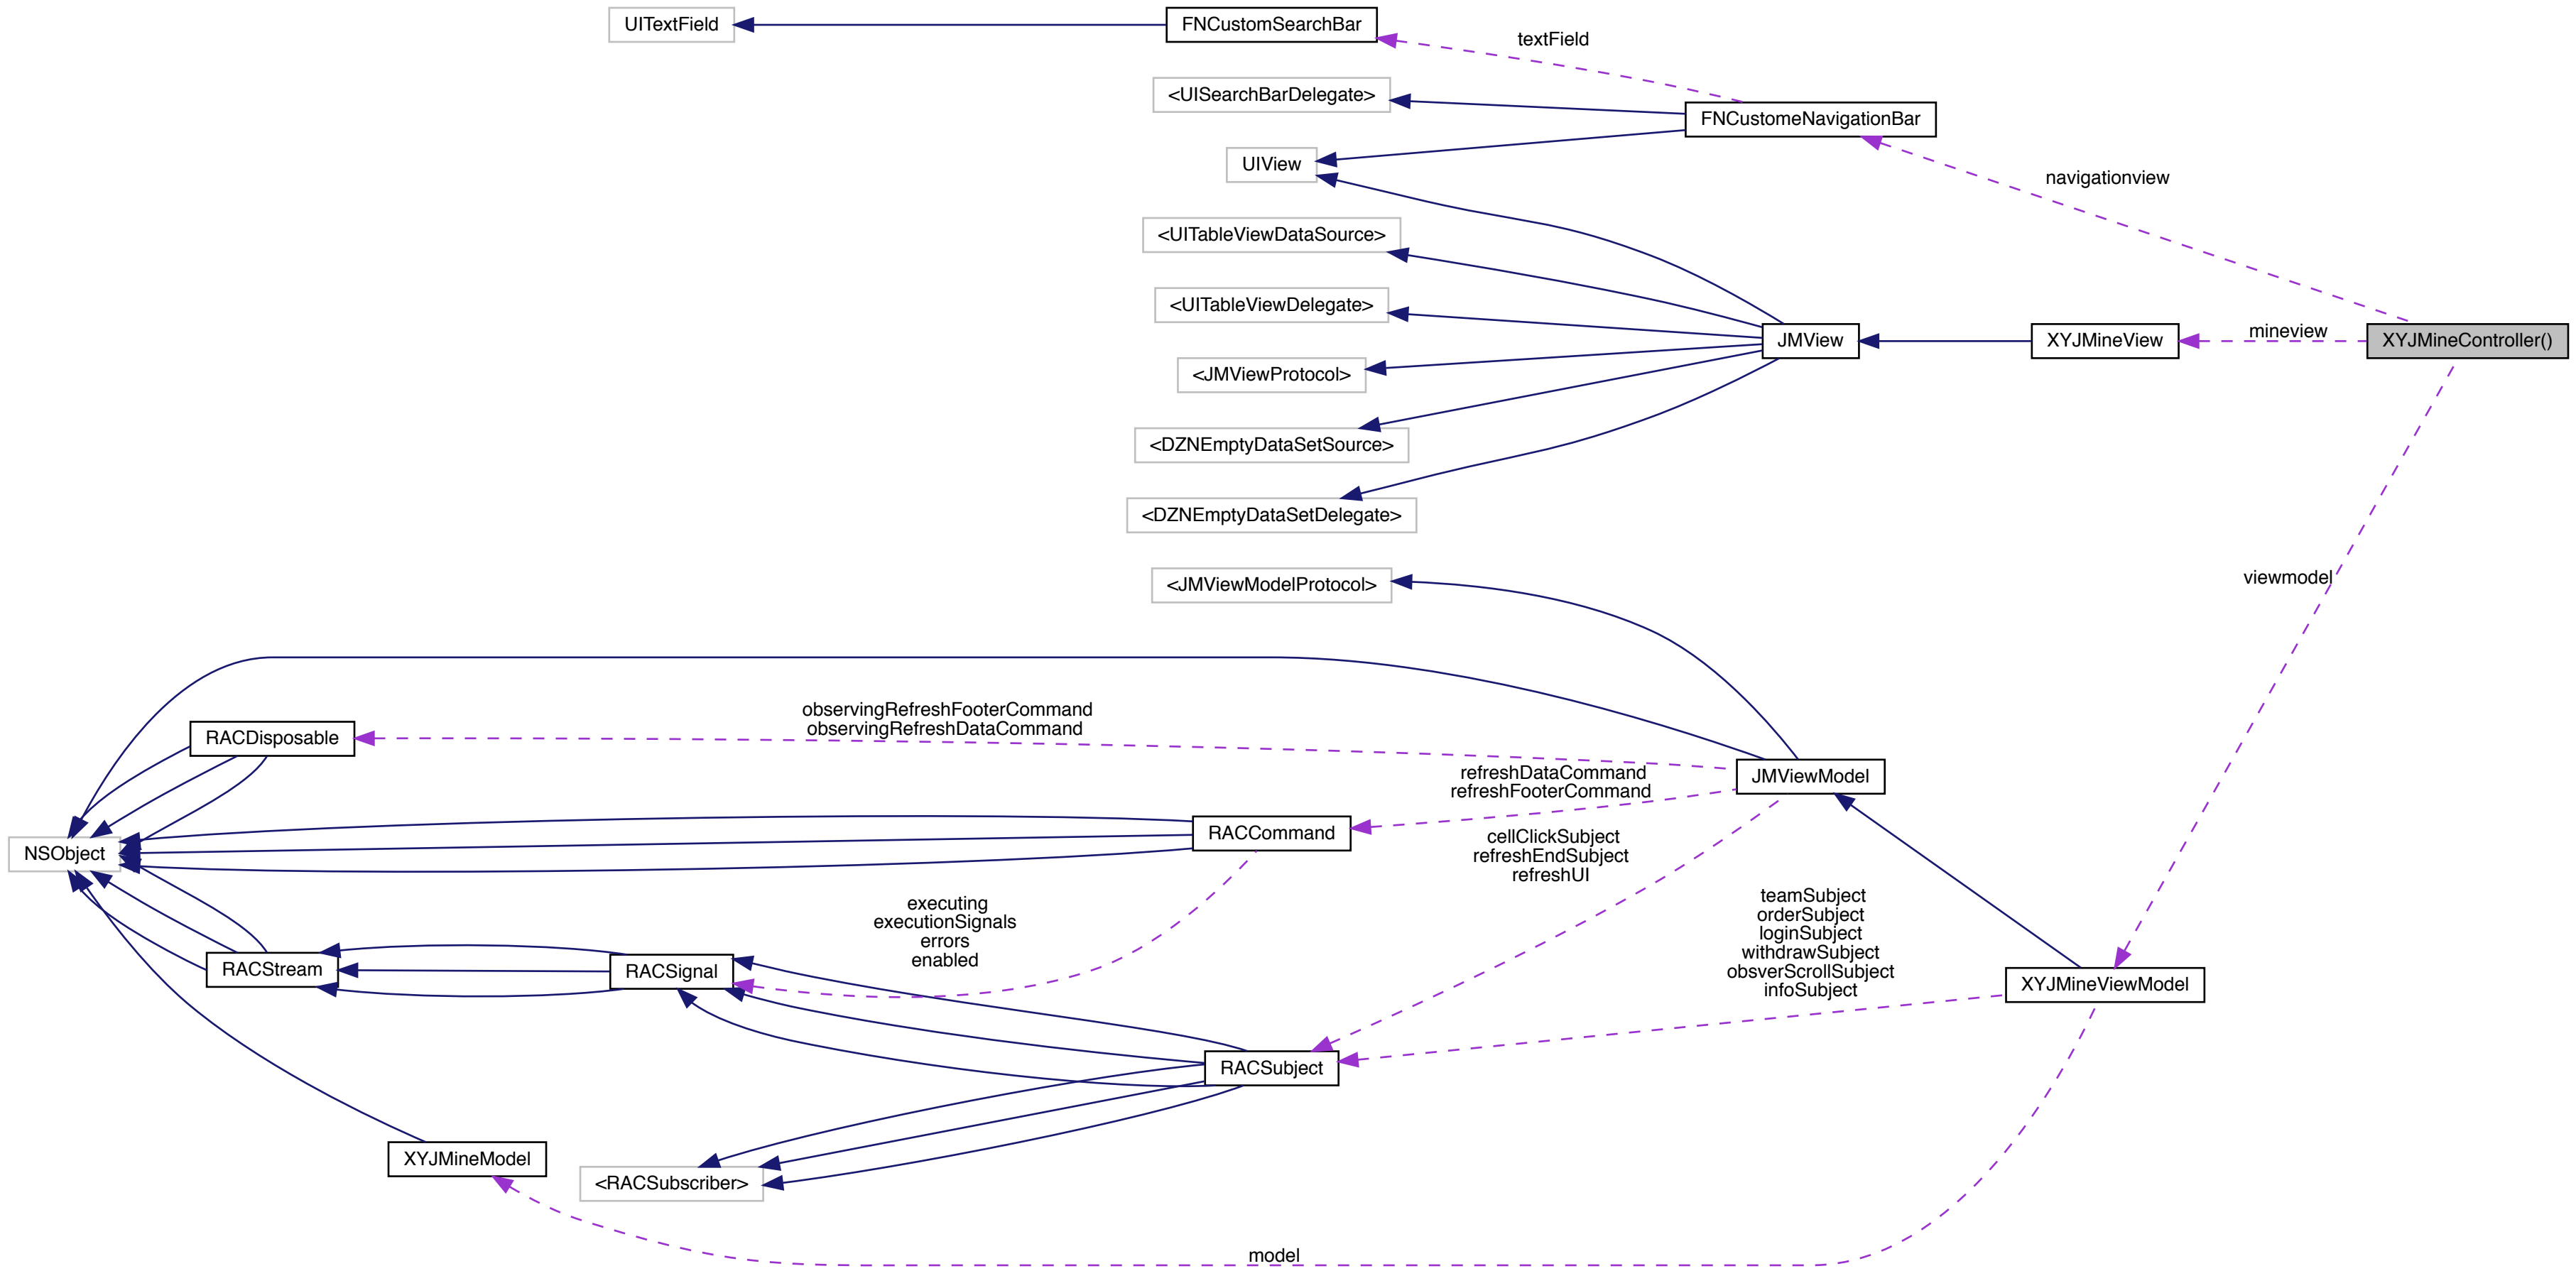 UITextField
FNCustomSearchBar
textField
<UISearchBarDelegate>
FNCustomeNavigationBar
UIView
navigationview
<UITableViewDataSource>
<UITableViewDelegate>
JMView
XYJMineView
mineview
XYJMineController()
<JMViewProtocol>
<DZNEmptyDataSetSource>
<DZNEmptyDataSetDelegate>
<JMViewModelProtocol>
viewmodel
observingRefreshFooterCommand
observingRefreshDataCommand
RACDisposable
refreshDataCommand
refreshFooterCommand
JMViewModel
RACCommand
NSObject
cellClickSubject
refreshEndSubject
refreshUI
executing
executionSignals
errors
enabled
teamSubject
orderSubject
loginSubject
withdrawSubject
obsverScrollSubject
infoSubject
RACStream
RACSignal
XYJMineViewModel
RACSubject
XYJMineModel
<RACSubscriber>
model